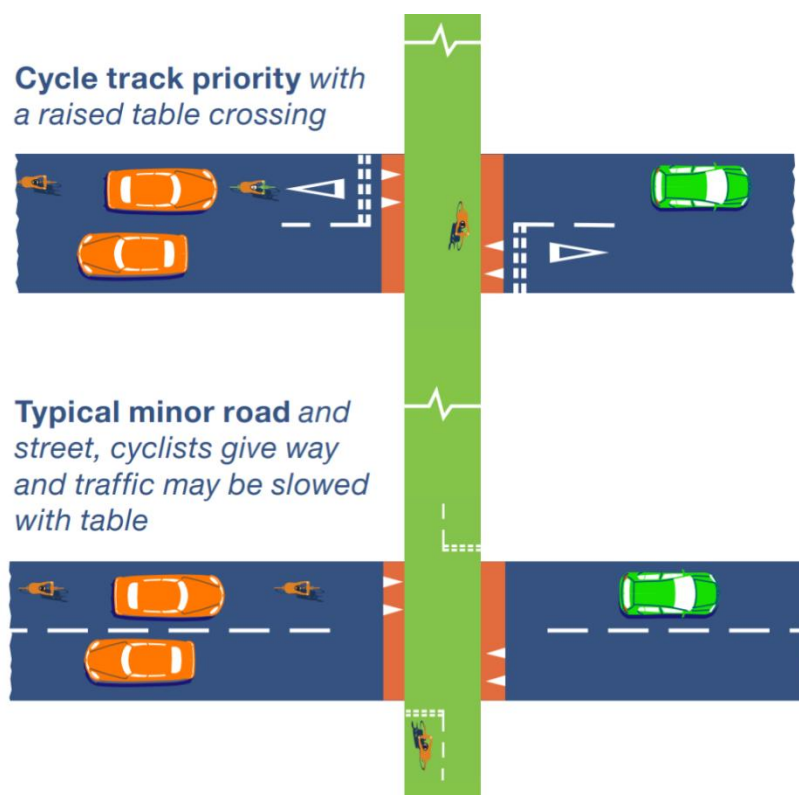 Cycle track priority with
a raised table crossing
Typical minor road and
street, cyclists give way
and traffic may be slowed
with table